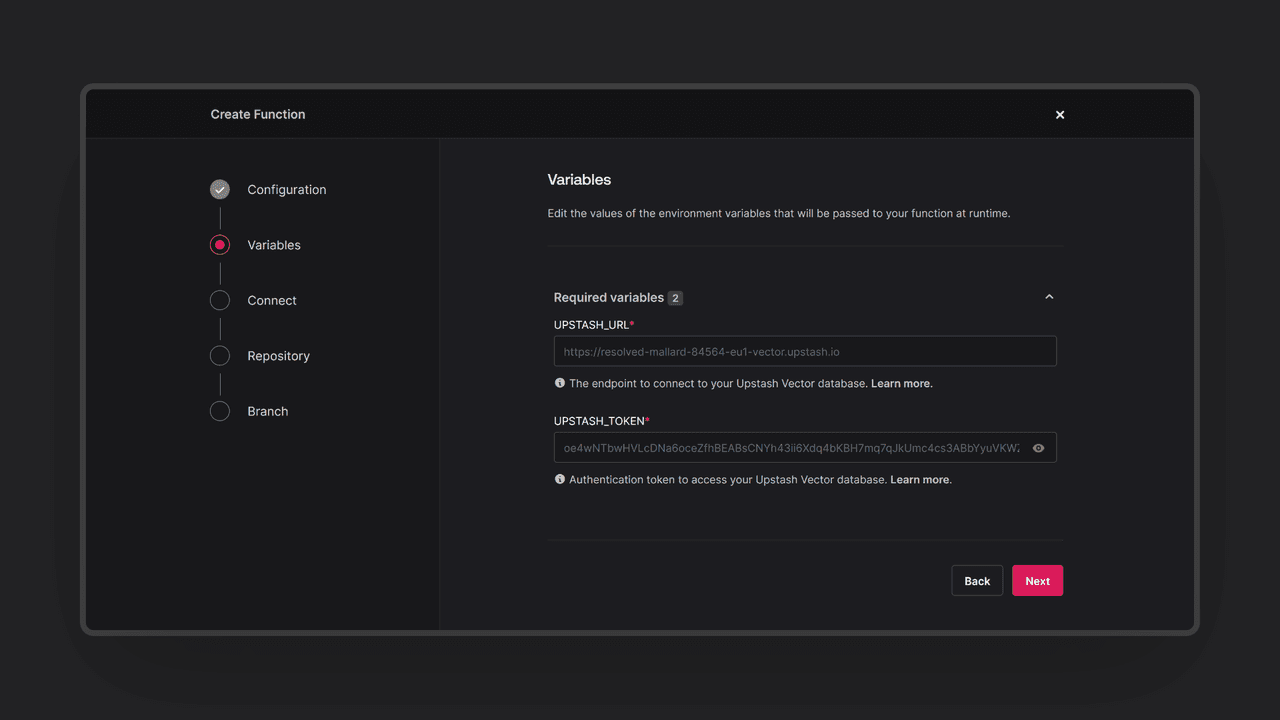 Create Function
Configuration
Variables
Connect
Repository
Branch
Variables
Edit the values of the environment variables that will be passed to your function at runtime.
Required variables 2
UPSTASH_URL*
https://resolved-mallard-84564-eu1-vector.upstash.io
The endpoint to connect to your Upstash Vector database. Learn more.
UPSTASH_TOKEN*
oe4wNTbwHVLcDNa6oceZfhBEABsCNYh43ii6Xdq4bKBH7mq7qJkUmc4cs3ABbYyuVKW
Authentication token to access your Upstash Vector database. Learn more.
Back
Next